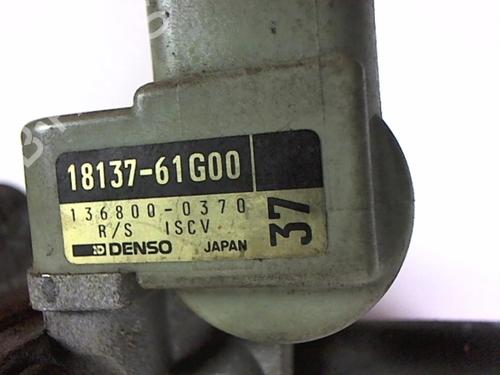 18137-61G00
136800-0370
R/S ISCV
DENSO JAPAN
37